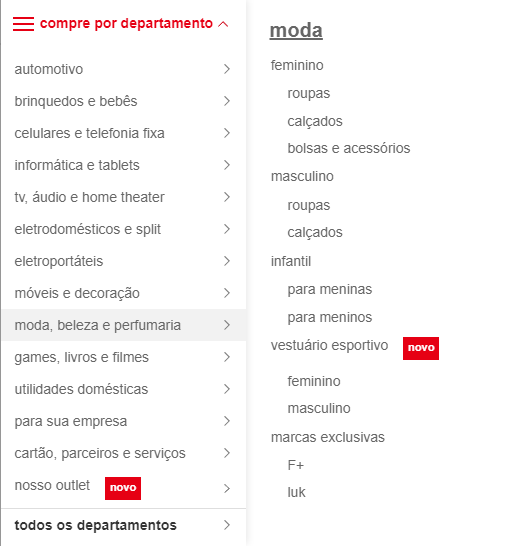 compre por departamento
automotivo
brinquedos e bebês
celulares e telefonia fixa
informática e tablets
tv, áudio e home theater
eletrodomésticos e split
eletroportáteis
móveis e decoração
moda, beleza e perfumaria
games, livros e filmes
utilidades domésticas
para sua empresa
cartão, parceiros e serviços
nosso outlet novo
todos os departamentos
moda
feminino
roupas
calçados
bolsas e acessórios
masculino
roupas
calçados
infantil
para meninas
para meninos
vestuário esportivo novo
feminino
masculino
marcas exclusivas
F+
luk